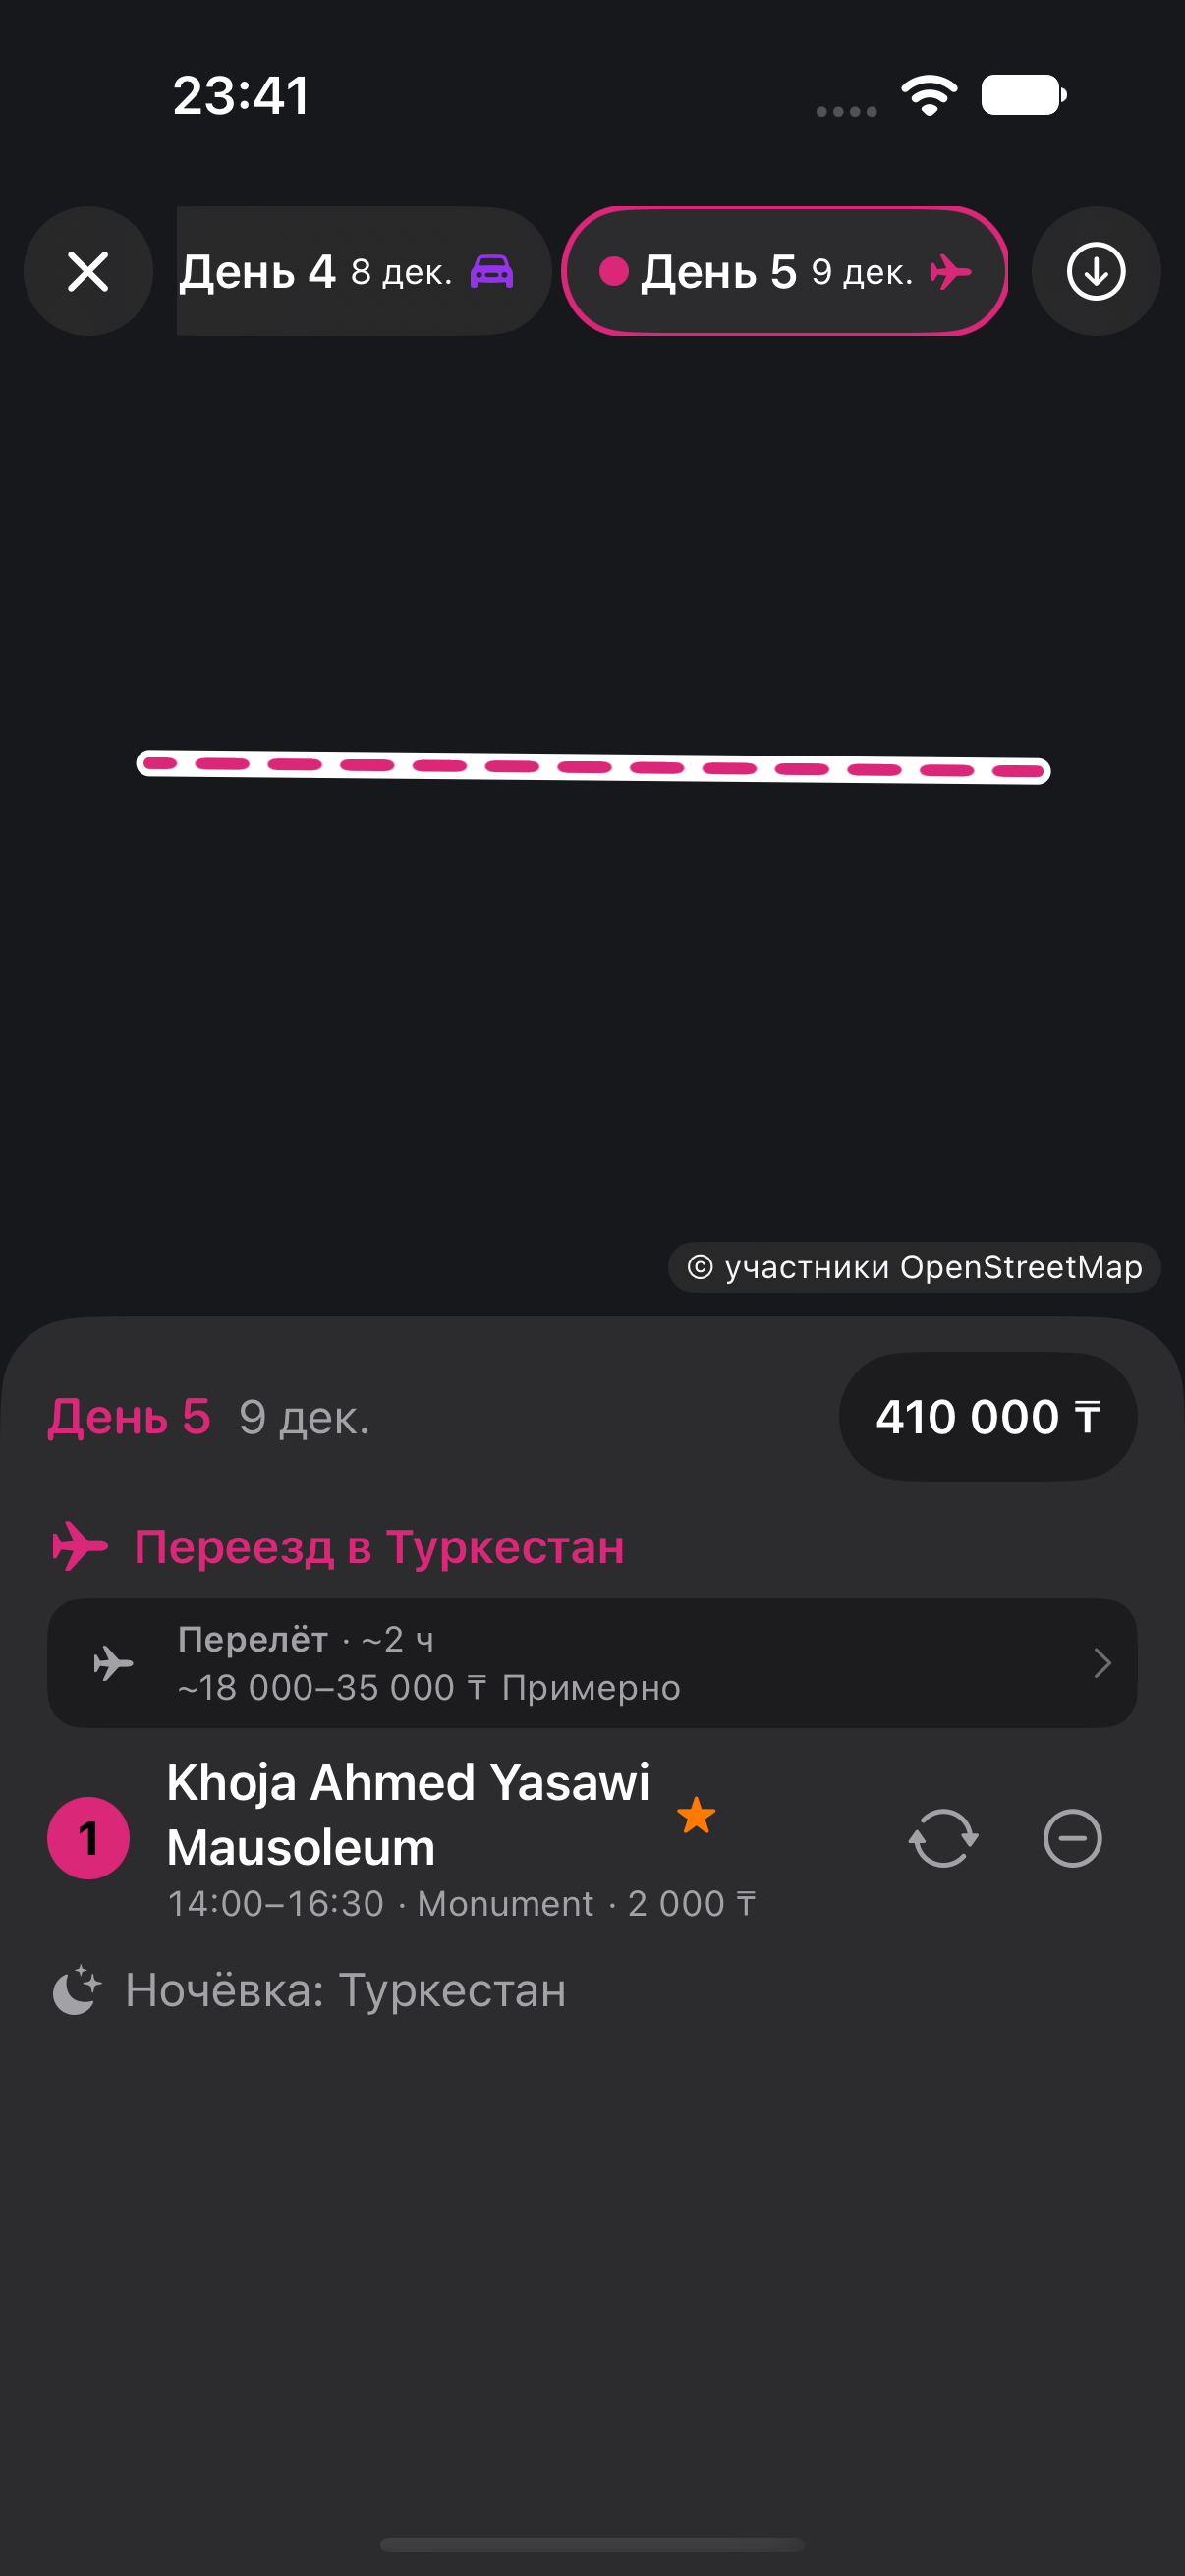 23:41
День 4 8 дек.
День 5 9 дек.
© участники OpenStreetMap
День 5 9 дек.
410 000 ₸
Переезд в Туркестан
Перелёт · ~2 ч
~18 000–35 000 ₸ Примерно
1
Khoja Ahmed Yasawi
Mausoleum
14:00–16:30 · Monument · 2 000 ₸
Ночёвка: Туркестан